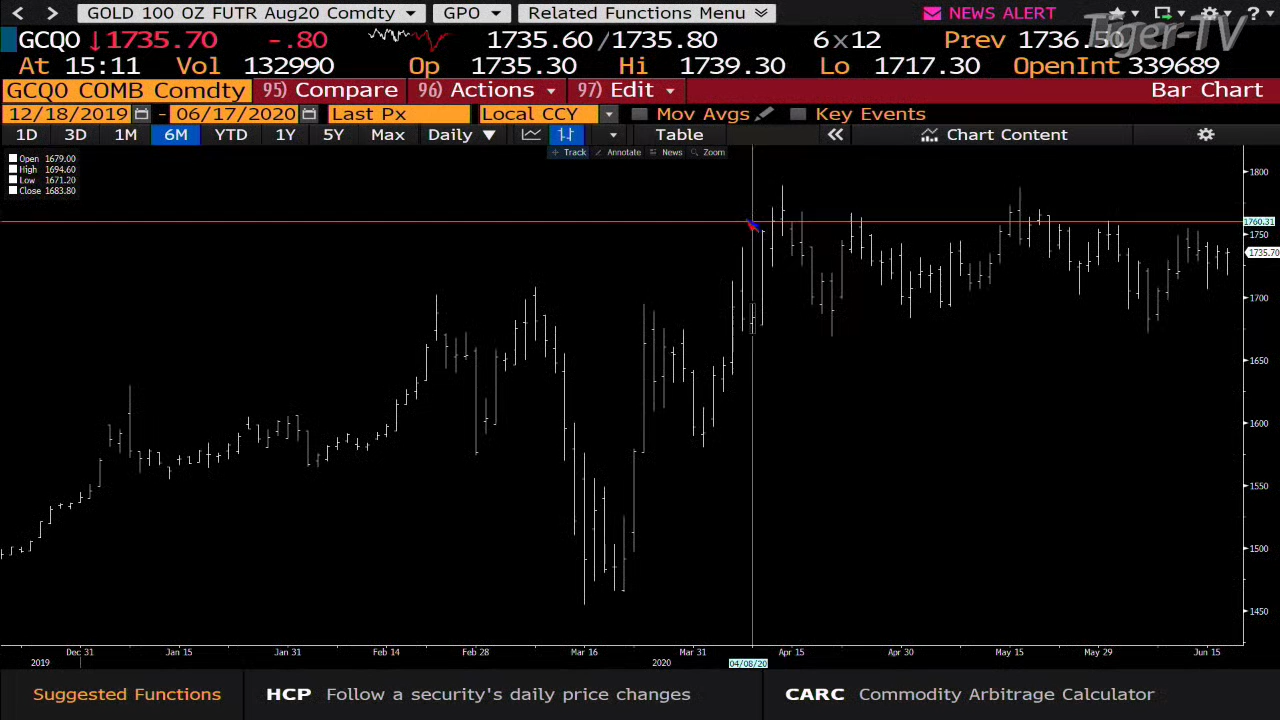 GOLD 100 OZ FUTR Aug20 Comdty GPO Related Functions Menu NEWS ALERT
Tiger-TV
GCQ0 ↓1735.70 -.80 1735.60/1735.80 6x12 Prev 1736.50
At 15:11 Vol 132990 Op 1735.30 Hi 1739.30 Lo 1717.30 OpenInt 339689
GCQ0 COMB Comdty 95) Compare 96) Actions 97) Edit Bar Chart
12/18/2019 - 06/17/2020 Last Px Local CCY Mov Avgs Key Events
1D 3D 1M 6M YTD 1Y 5Y Max Daily ▼ Table « Chart Content
Track Annotate News Zoom
Open 1679.00
High 1694.60
Low 1671.20
Close 1683.80
1800
1760.31
1750
1735.70
1700
1650
1600
1550
1500
1450
Dec 31 Jan 15 Jan 31 Feb 14 Feb 28 Mar 16 Mar 31 Apr 15 Apr 30 May 15 May 29 Jun 15
2019 2020 04/08/20
Suggested Functions HCP Follow a security's daily price changes CARC Commodity Arbitrage Calculator